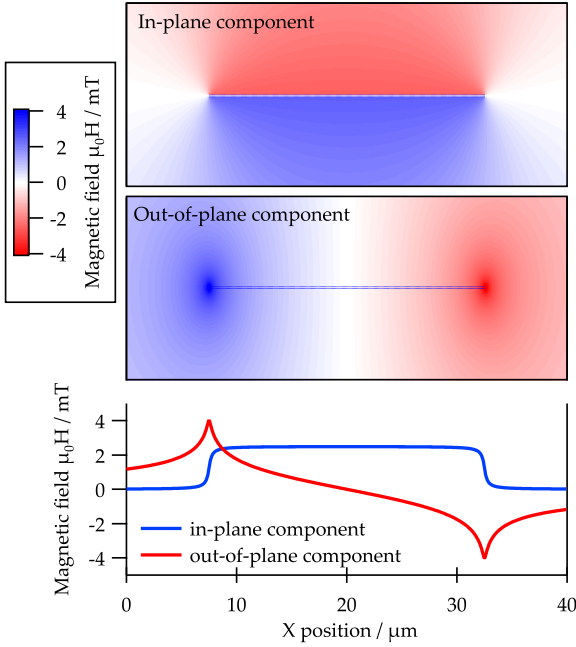 In-plane component
4
2
0
-2
-4
Magnetic field μ₀H / mT
Out-of-plane component
4
2
0
-2
-4
Magnetic field μ₀H / mT
in-plane component
out-of-plane component
0
10
20
30
40
X position / μm